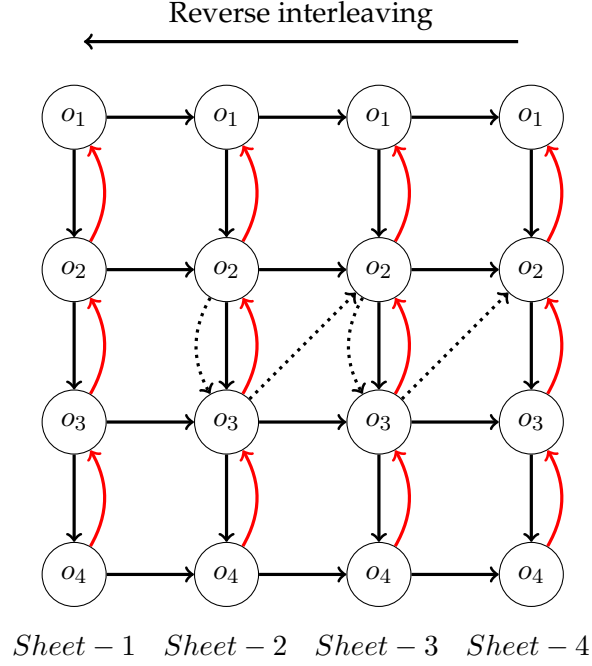 Reverse interleaving
o₁ o₁ o₁ o₁
o₂ o₂ o₂ o₂
o₃ o₃ o₃ o₃
o₄ o₄ o₄ o₄
Sheet − 1 Sheet − 2 Sheet − 3 Sheet − 4